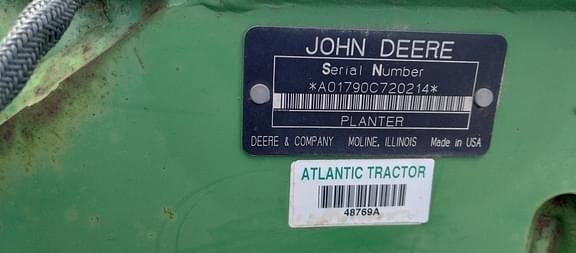 JOHN DEERE
Serial Number
*A01790C720214*
PLANTER
DEERE & COMPANY MOLINE, ILLINOIS Made in USA
ATLANTIC TRACTOR
48769A